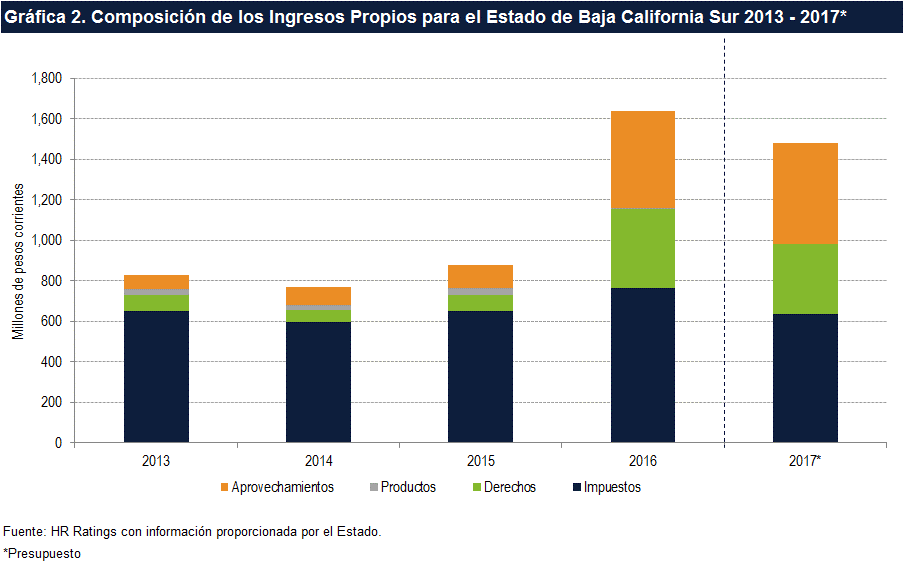 Gráfica 2. Composición de los Ingresos Propios para el Estado de Baja California Sur 2013 - 2017*
Millones de pesos corrientes
1,800
1,600
1,400
1,200
1,000
800
600
400
200
0
2013 2014 2015 2016 2017*
Aprovechamientos Productos Derechos Impuestos
Fuente: HR Ratings con información proporcionada por el Estado.
*Presupuesto